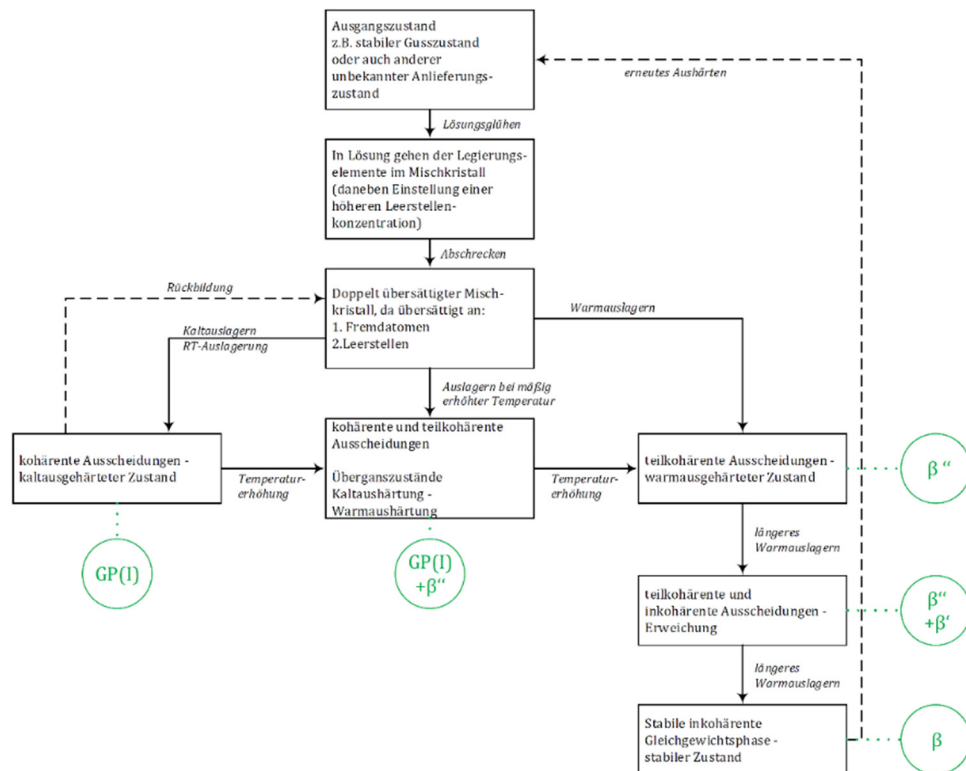 Ausgangszustand
z.B. stabiler Gusszustand
oder auch anderer
unbekannter Anlieferungs-
zustand
erneutes Aushärten
Lösungsglühen
In Lösung gehen der Legierungs-
elemente im Mischkristall
(daneben Einstellung einer
höheren Leerstellen-
konzentration)
Abschrecken
Rückbildung
Doppelt übersättigter Misch-
kristall, da übersättigt an:
1. Fremdatomen
2.Leerstellen
Warmauslagern
Kaltauslagern
RT-Auslagerung
Auslagern bei mäßig
erhöhter Temperatur
kohärente Ausscheidungen -
kaltausgehärteter Zustand
Temperatur-
erhöhung
kohärente und teilkohärente
Ausscheidungen
Überganszustände
Kaltaushärtung -
Warmaushärtung
Temperatur-
erhöhung
teilkohärente Ausscheidungen-
warmausgehärteter Zustand
β“
GP(I)
GP(I)
+β“
längeres
Warmauslagern
teilkohärente und
inkohärente Ausscheidungen -
Erweichung
β“
+β‘
längeres
Warmauslagern
Stabile inkohärente
Gleichgewichtsphase -
stabiler Zustand
β